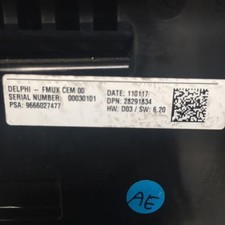 DELPHI - FMUX CEM 00
SERIAL NUMBER: 00030101
PSA: 9666027477
DATE: 110117
DPN: 28291834
HW: D03 / SW: 6.20
AE